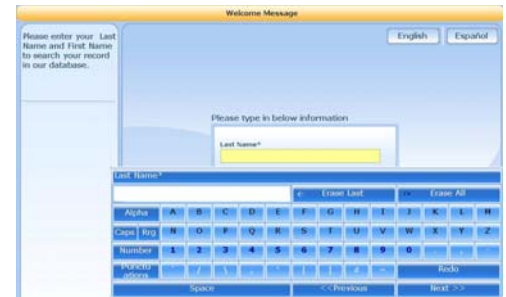 Welcome Message
Please enter your Last
Name and First Name
to search your record
in our database.
English Español
Please type in below information
Last Name*
Last Name*
Erase Last Erase All
Alpha A B C D E F G H I J K L M
Caps Rrg N O P Q R S T U V W X Y Z
Number 1 2 3 4 5 6 7 8 9 0
Punctu
ations
Redo
Space <<Previous Next >>